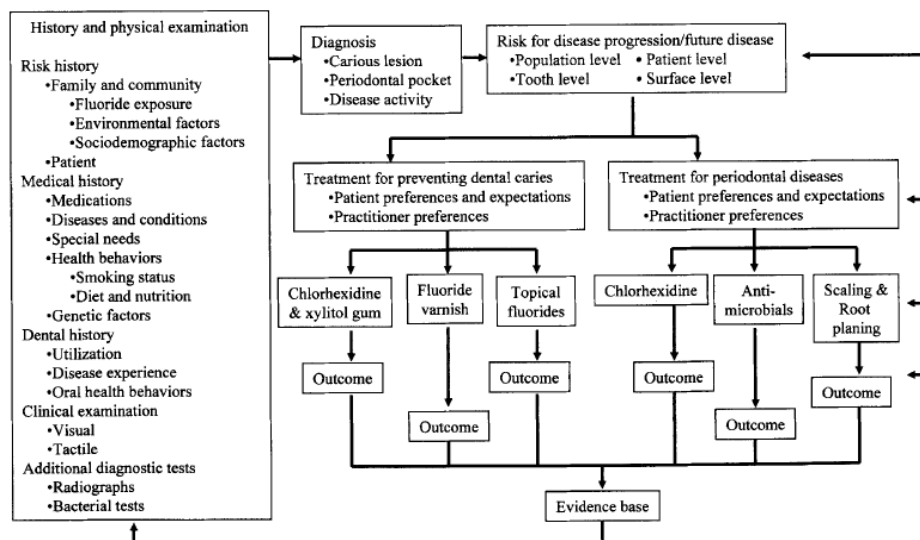 History and physical examination
Risk history
•Family and community
•Fluoride exposure
•Environmental factors
•Sociodemographic factors
•Patient
Medical history
•Medications
•Diseases and conditions
•Special needs
•Health behaviors
•Smoking status
•Diet and nutrition
•Genetic factors
Dental history
•Utilization
•Disease experience
•Oral health behaviors
Clinical examination
•Visual
•Tactile
Additional diagnostic tests
•Radiographs
•Bacterial tests
Diagnosis
•Carious lesion
•Periodontal pocket
•Disease activity
Risk for disease progression/future disease
•Population level •Patient level
•Tooth level •Surface level
Treatment for preventing dental caries
•Patient preferences and expectations
•Practitioner preferences
Treatment for periodontal diseases
•Patient preferences and expectations
•Practitioner preferences
Chlorhexidine
& xylitol gum
Fluoride
varnish
Topical
fluorides
Chlorhexidine
Anti-
microbials
Scaling &
Root
planing
Outcome
Outcome
Outcome
Outcome
Outcome
Outcome
Evidence base